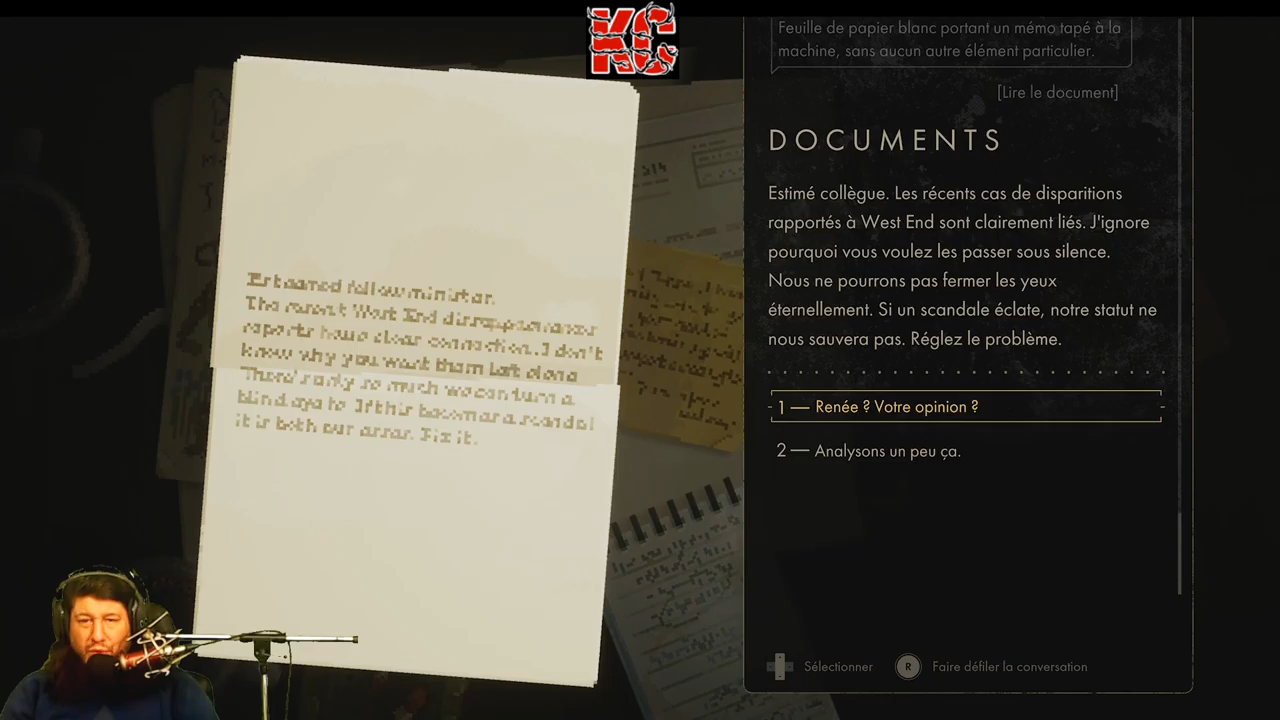 KC
Feuille de papier blanc portant un mémo tapé à la
machine, sans aucun autre élément particulier.
[Lire le document]
DOCUMENTS
Estimé collègue. Les récents cas de disparitions
rapportés à West End sont clairement liés. J'ignore
pourquoi vous voulez les passer sous silence.
Nous ne pourrons pas fermer les yeux
éternellement. Si un scandale éclate, notre statut ne
nous sauvera pas. Réglez le problème.
1 — Renée ? Votre opinion ?
2 — Analysons un peu ça.
Sélectionner
R Faire défiler la conversation
Esteemed fellow minister.
The recent West End disappearances
reports have clear connection. I don't
know why you want them left alone
There's only so much we can turn a
blind eye to. If this becomes a scandal
it is both our asses. Fix it.
514